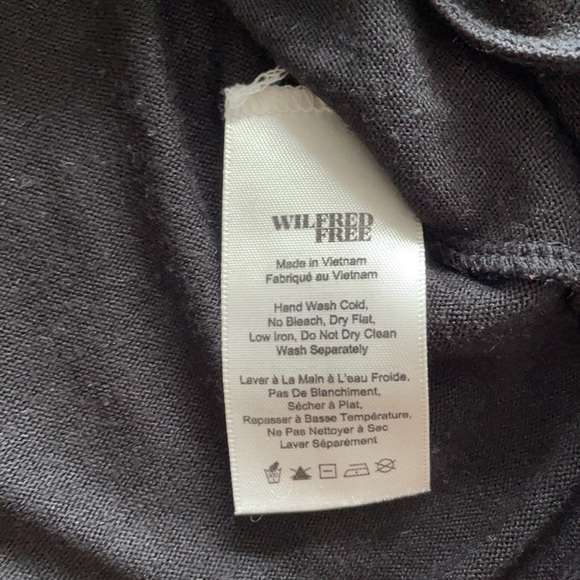 WILFRED
FREE
Made in Vietnam
Fabriqué au Vietnam
Hand Wash Cold,
No Bleach, Dry Flat,
Low Iron, Do Not Dry Clean
Wash Separately
Laver à La Main à L'eau Froide.
Pas De Blanchiment,
Sècher à Plat,
Repasser à Basse Température.
Ne Pas Nettoyer à Sec
Laver Séparément